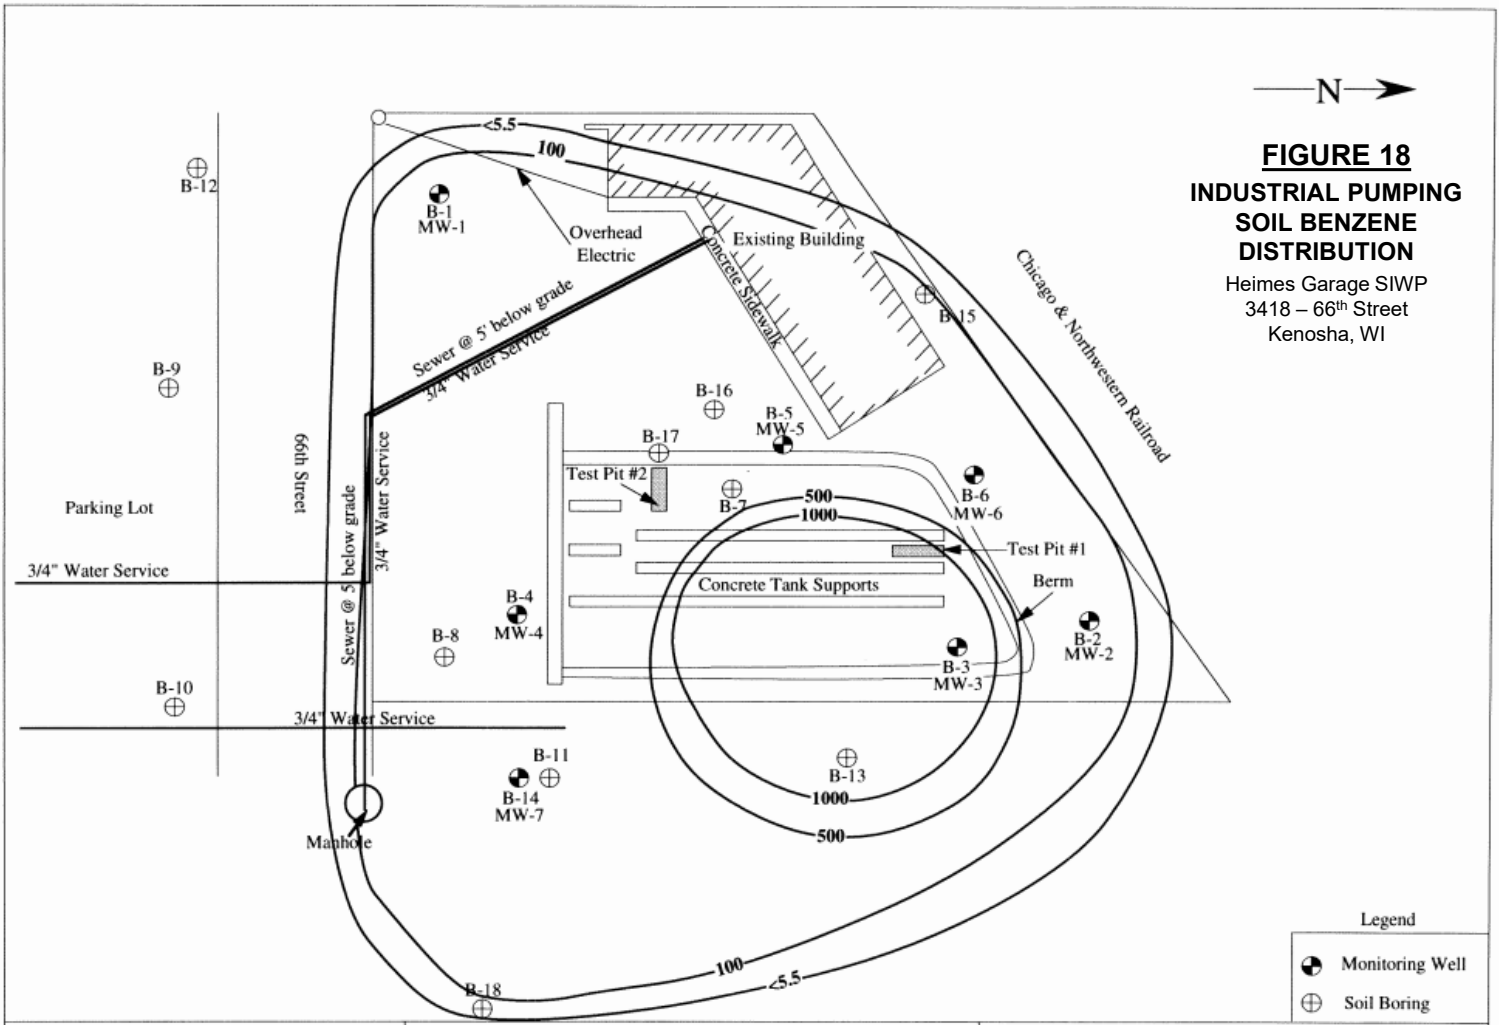 N
FIGURE 18
INDUSTRIAL PUMPING
SOIL BENZENE
DISTRIBUTION
Heimes Garage SIWP
3418 – 66th Street
Kenosha, WI
<5.5
100
B-12
B-1
MW-1
Overhead
Electric
Existing Building
Concrete Sidewalk
Chicago & Northwestern Railroad
B-15
Sewer @ 5' below grade
3/4" Water Service
B-9
B-16
B-5
MW-5
B-17
66th Street
3/4" Water Service
Test Pit #2
B-7
B-6
MW-6
500
1000
Parking Lot
Sewer @ 5' below grade
Test Pit #1
3/4" Water Service
Concrete Tank Supports
Berm
B-4
MW-4
B-8
B-2
MW-2
B-3
MW-3
B-10
3/4" Water Service
B-11
B-14
MW-7
B-13
1000
500
Manhole
100
<5.5
B-18
Legend
Monitoring Well
Soil Boring